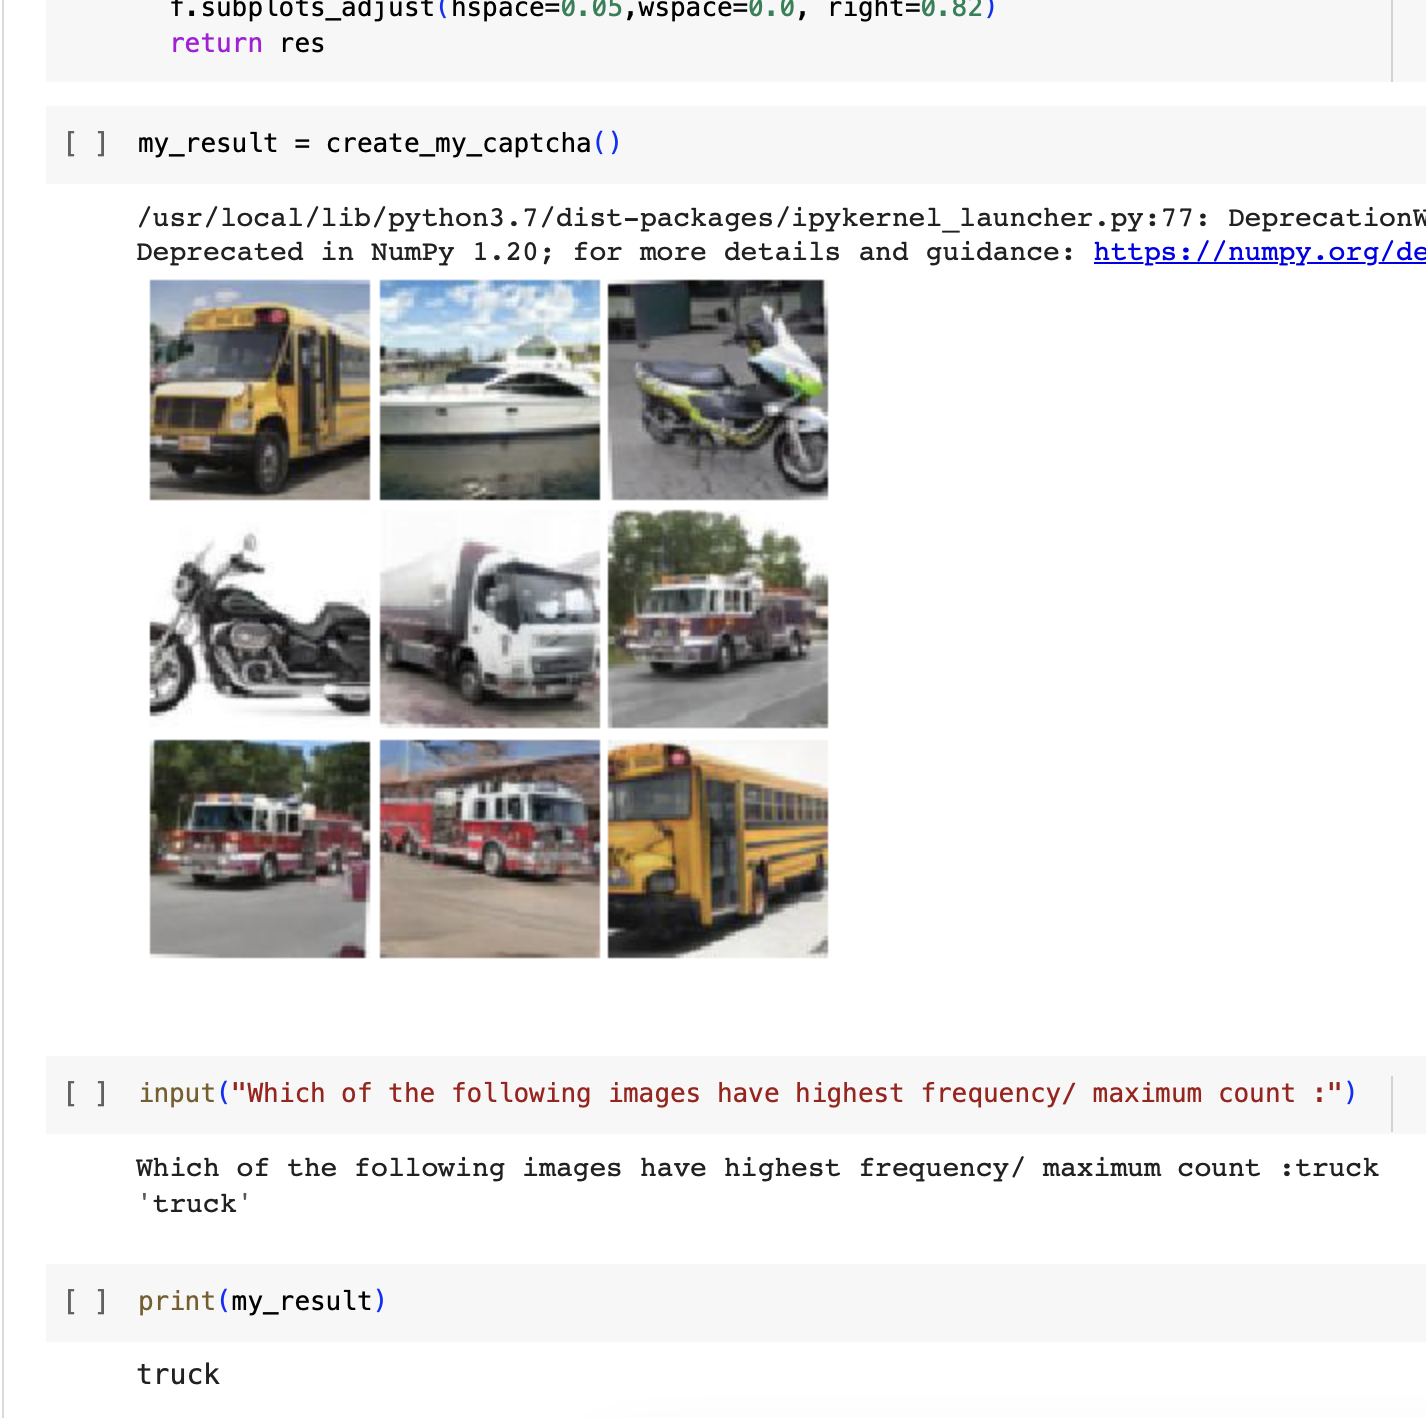 f.subplots_adjust(hspace=0.05,wspace=0.0, right=0.82)
return res
[ ] my_result = create_my_captcha()
/usr/local/lib/python3.7/dist-packages/ipykernel_launcher.py:77: DeprecationW
Deprecated in NumPy 1.20; for more details and guidance: https://numpy.org/de
[ ] input("Which of the following images have highest frequency/ maximum count :")
Which of the following images have highest frequency/ maximum count :truck
'truck'
[ ] print(my_result)
truck